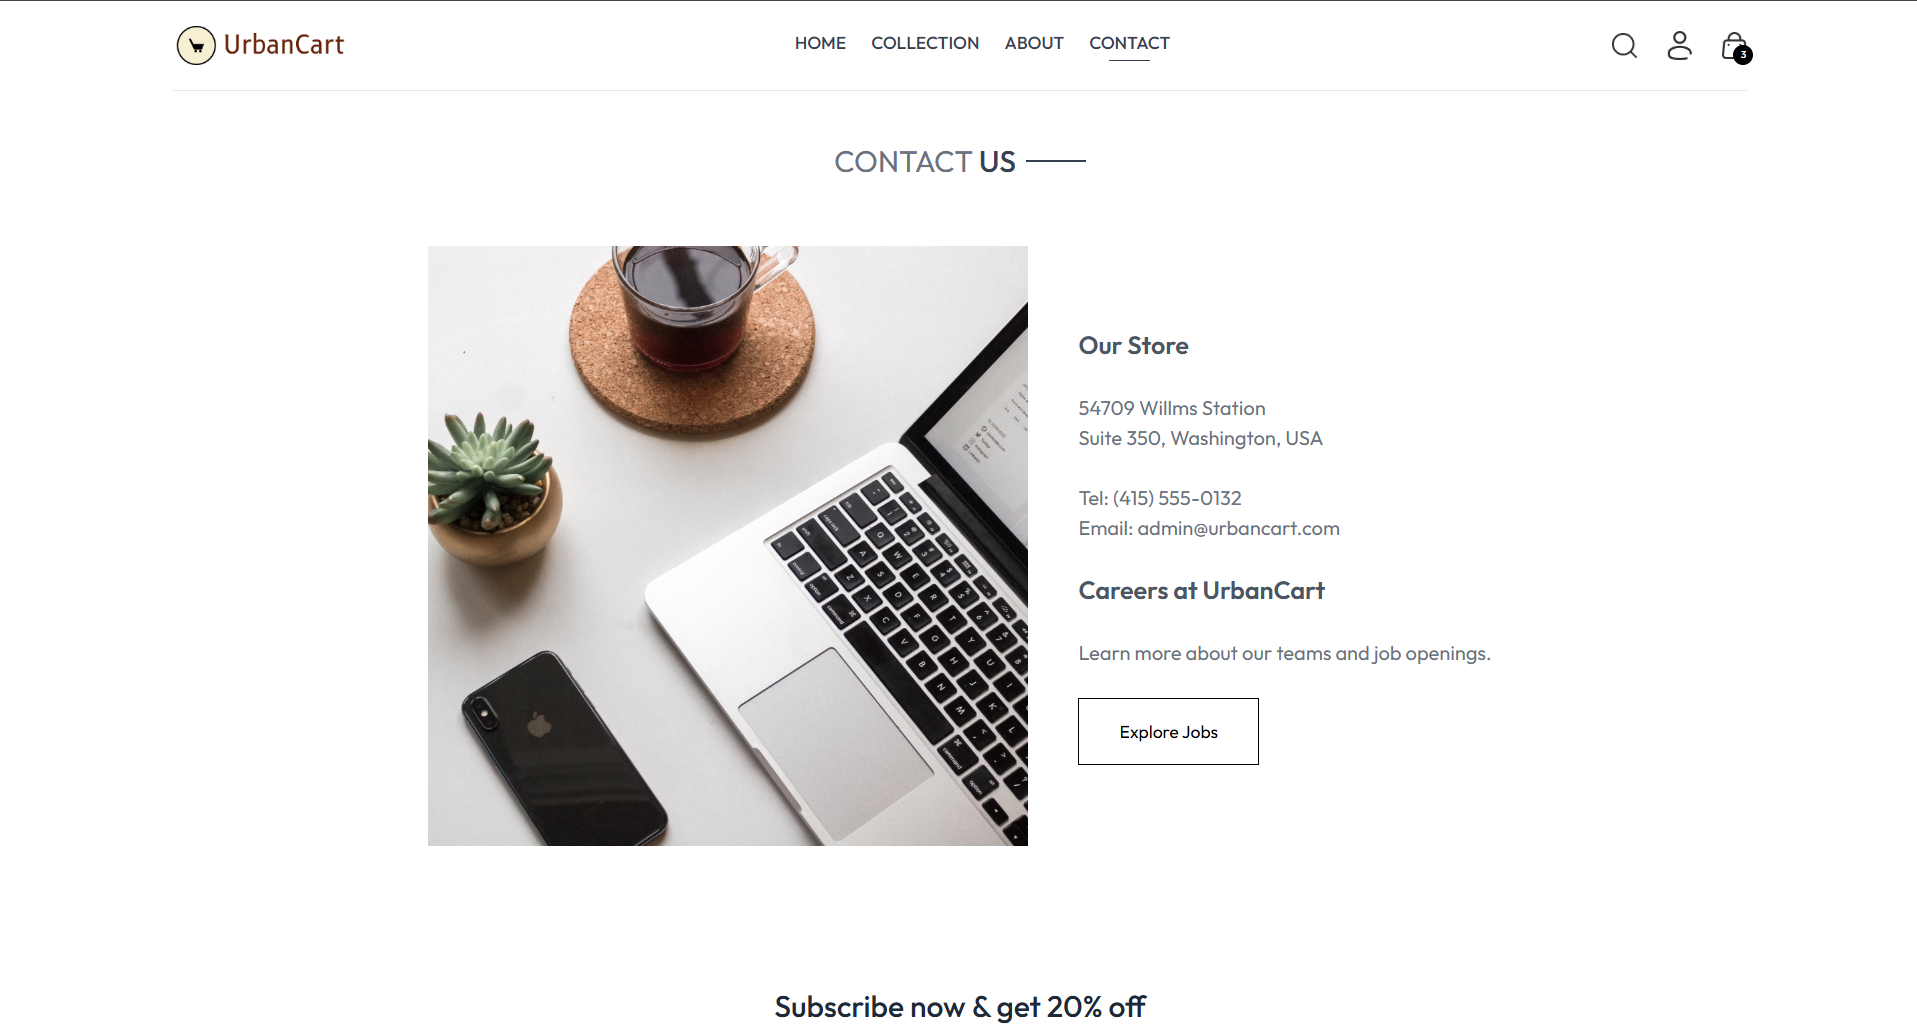 UrbanCart
HOME COLLECTION ABOUT CONTACT
3
CONTACT US
Our Store
54709 Willms Station
Suite 350, Washington, USA
Tel: (415) 555-0132
Email: admin@urbancart.com
Careers at UrbanCart
Learn more about our teams and job openings.
Explore Jobs
Subscribe now & get 20% off